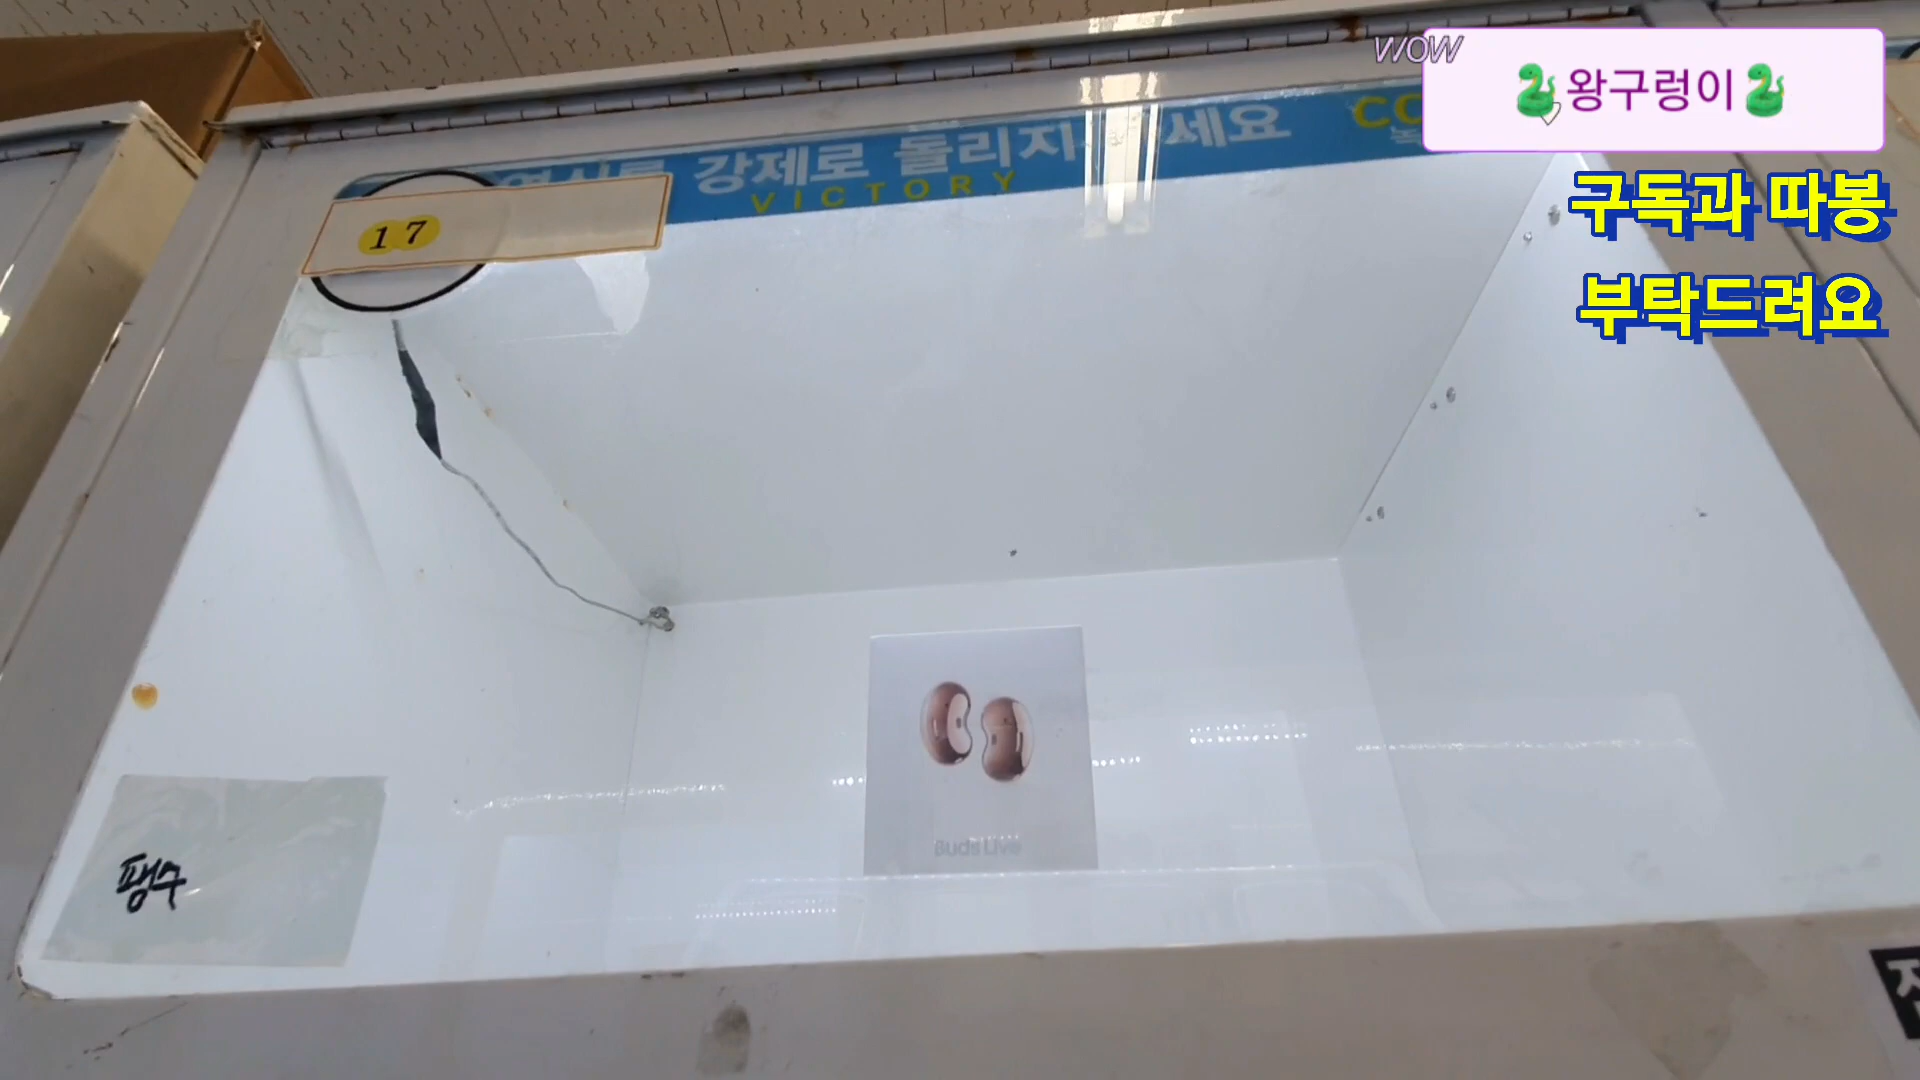 WOW
🐍왕구렁이🐍
구독과 따봉
부탁드려요
강제로 돌리지 세요
VICTORY
17
Buds Live
펭수